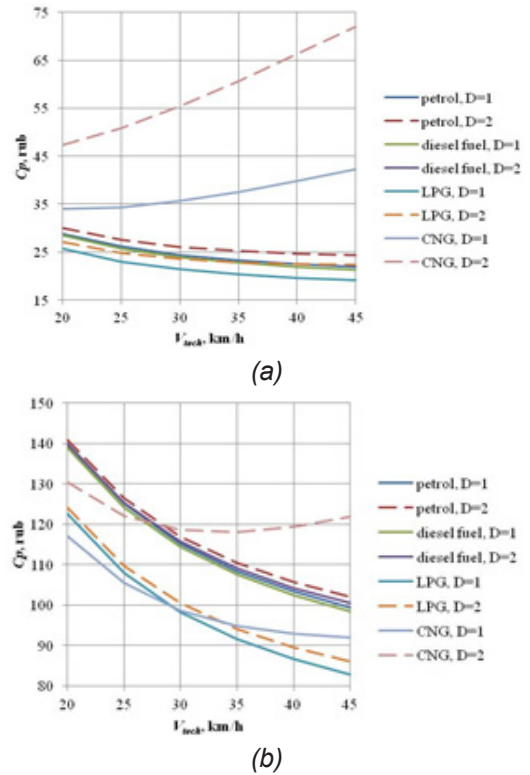 75
65
55
45
35
25
15
Cp, rub
20 25 30 35 40 45
V_tech, km/h
petrol, D=1
petrol, D=2
diesel fuel, D=1
diesel fuel, D=2
LPG, D=1
LPG, D=2
CNG, D=1
CNG, D=2
(a)
150
140
130
120
110
100
90
80
Cp, rub
20 25 30 35 40 45
V_tech, km/h
petrol, D=1
petrol, D=2
diesel fuel, D=1
diesel fuel, D=2
LPG, D=1
LPG, D=2
CNG, D=1
CNG, D=2
(b)